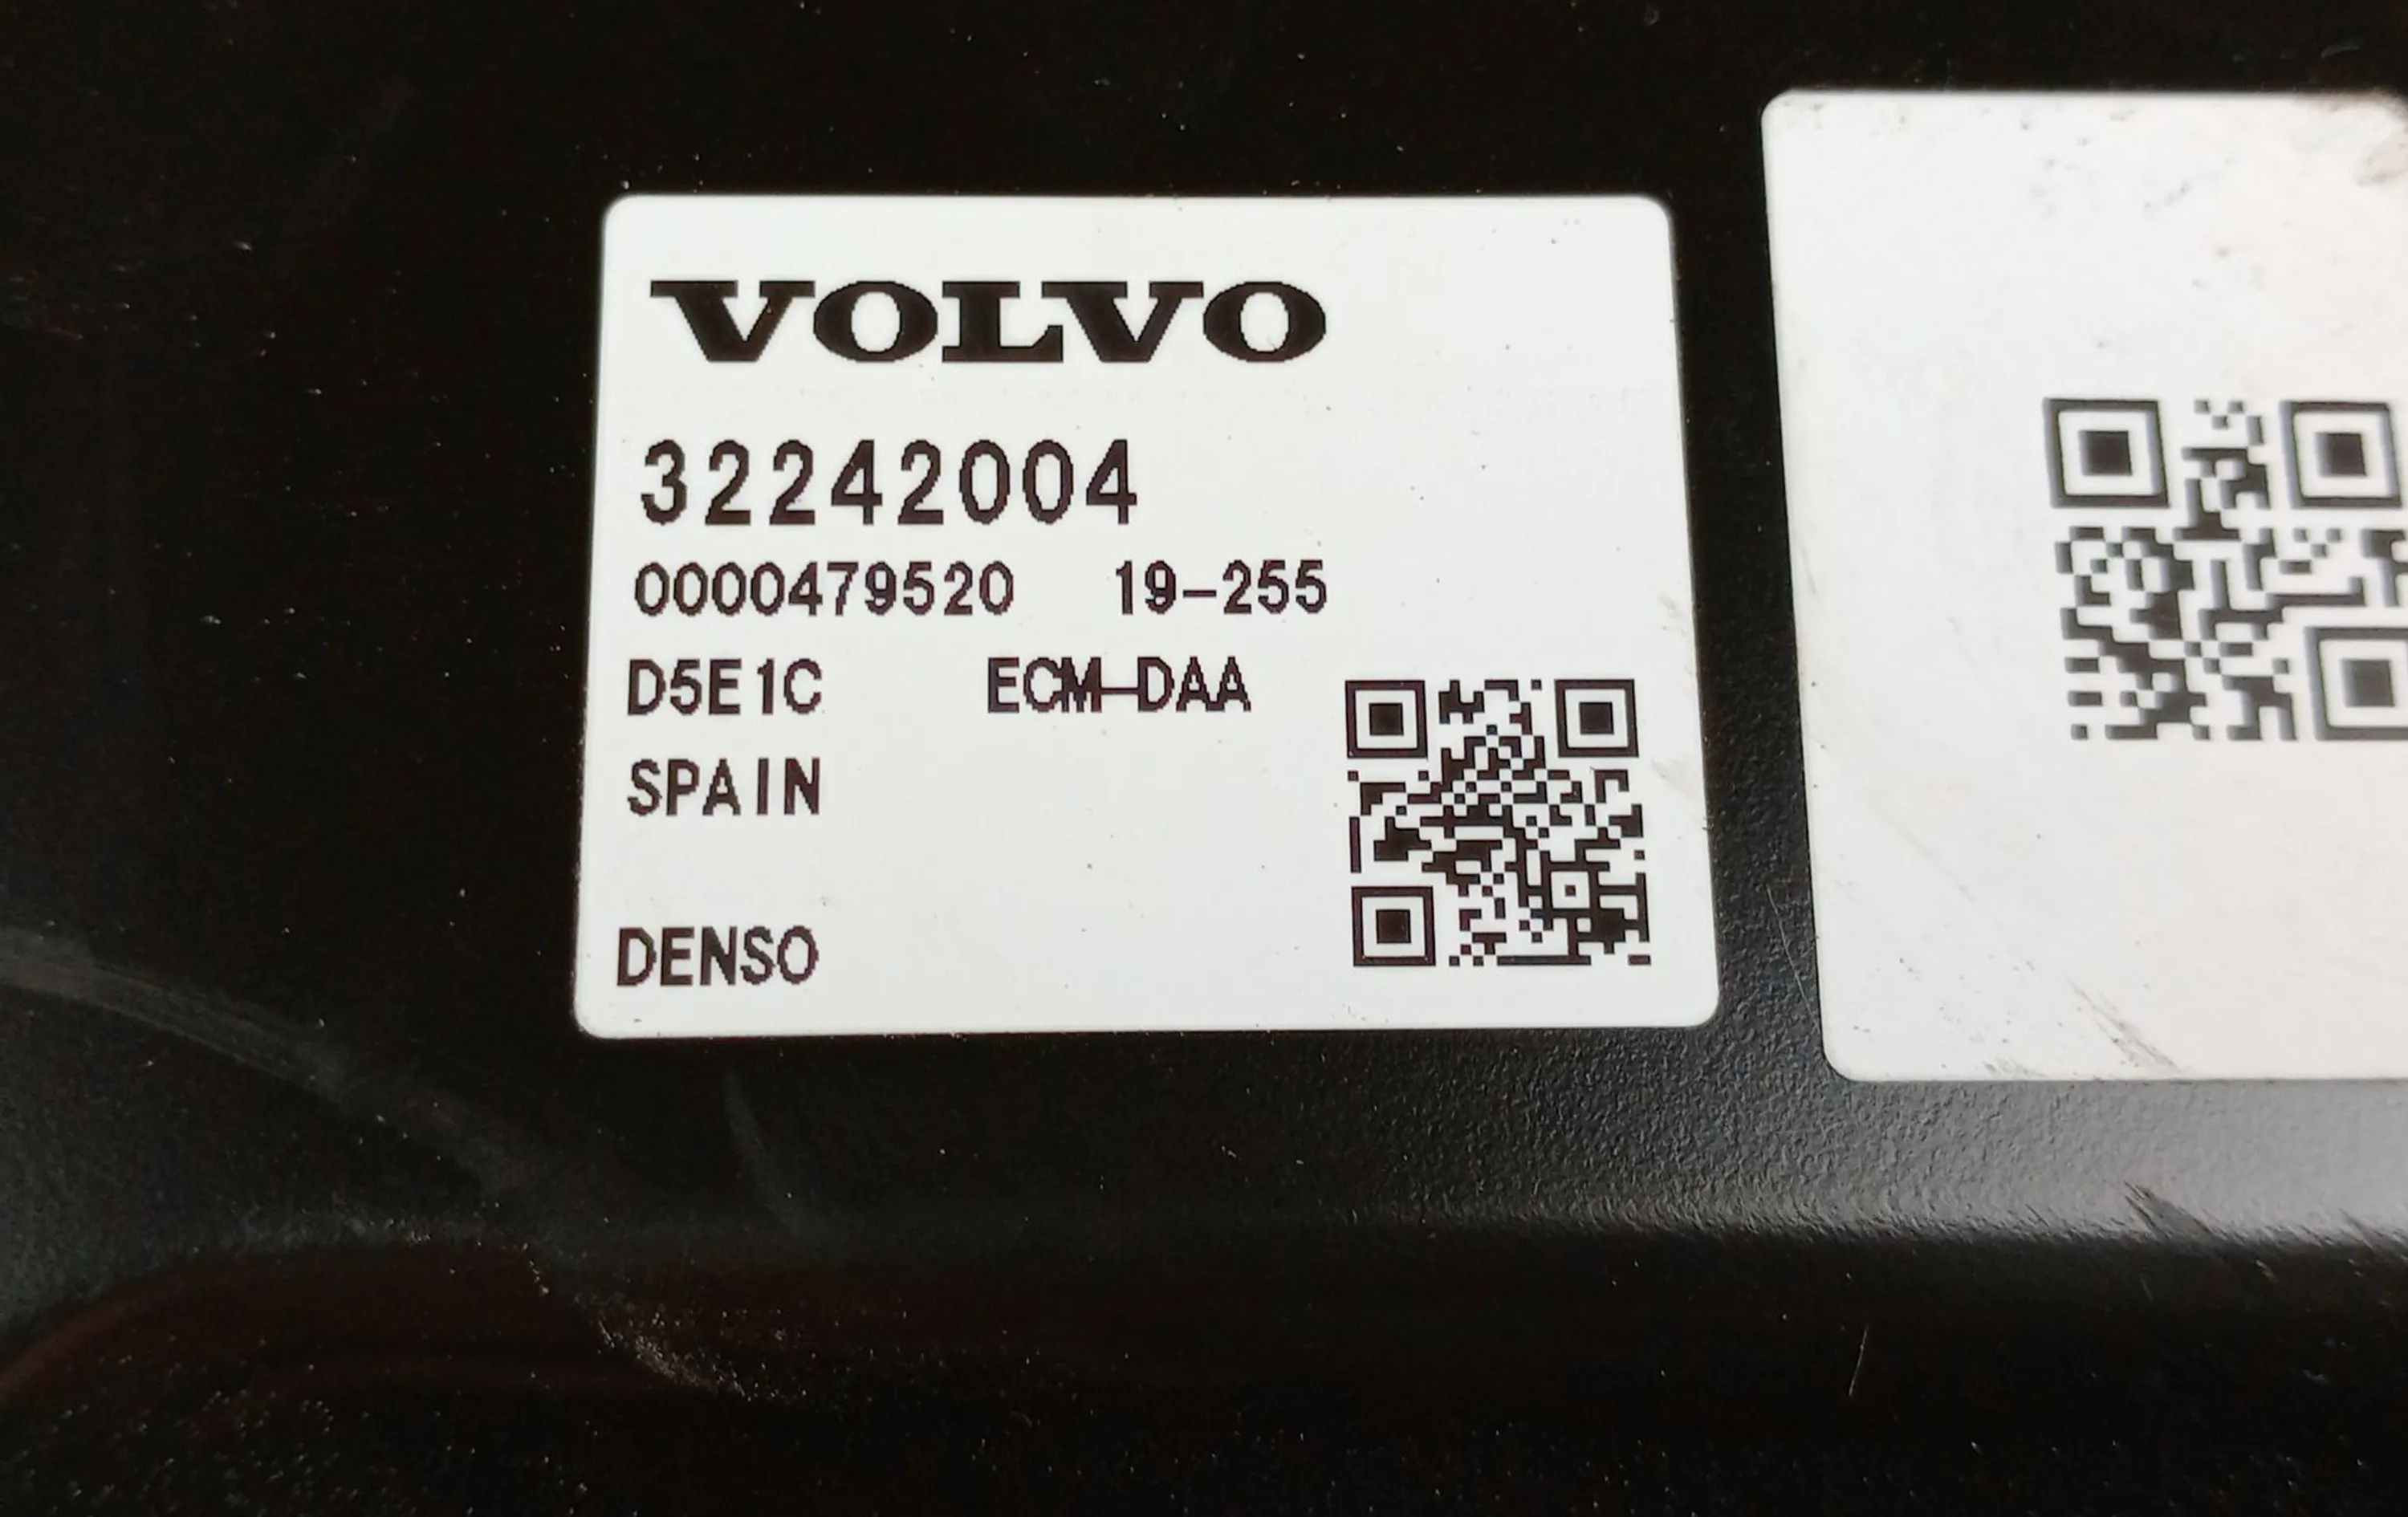 VOLVO
32242004
0000479520 19-255
D5E1C ECM-DAA
SPAIN
DENSO